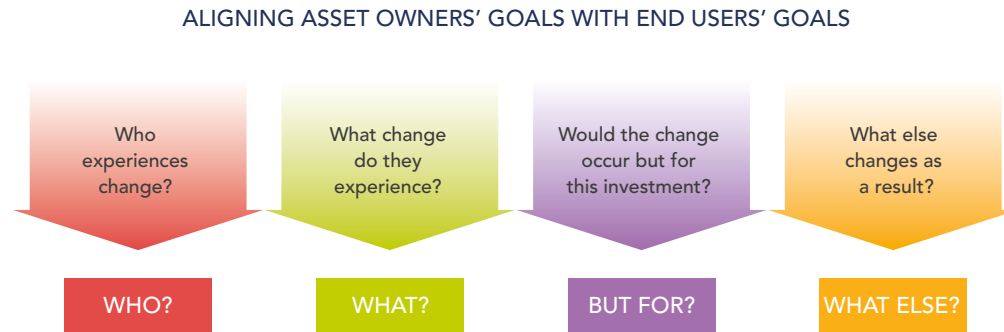 ALIGNING ASSET OWNERS’ GOALS WITH END USERS’ GOALS
Who
experiences
change?
What change
do they
experience?
Would the change
occur but for
this investment?
What else
changes as
a result?
WHO?
WHAT?
BUT FOR?
WHAT ELSE?